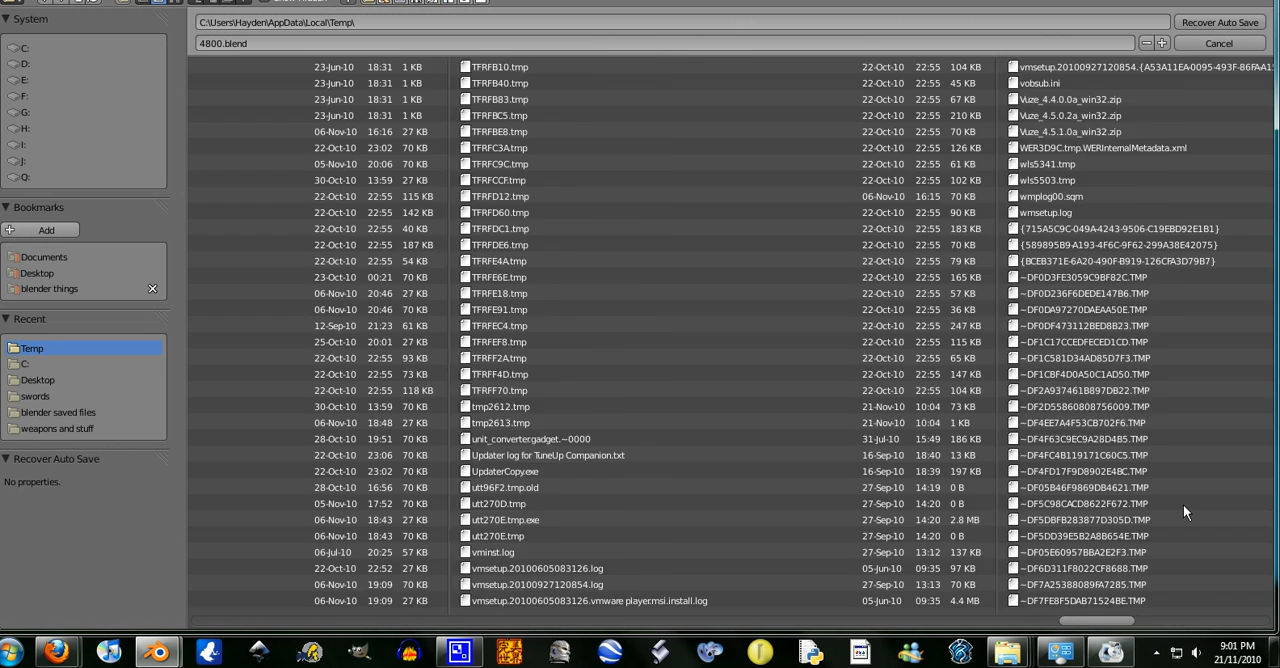 C:\Users\Hayden\AppData\Local\Temp\ Recover Auto Save
4800.blend Cancel
System
C:
D:
E:
F:
G:
H:
I:
J:
Q:
Bookmarks
Add
Documents
Desktop
blender things
Recent
Temp
C:
Desktop
swords
blender saved files
weapons and stuff
Recover Auto Save
No properties.
23-Jun-10 18:31 1 KB
23-Jun-10 18:31 1 KB
23-Jun-10 18:31 1 KB
23-Jun-10 18:31 1 KB
06-Nov-10 16:16 27 KB
22-Oct-10 23:02 70 KB
05-Nov-10 20:06 70 KB
30-Oct-10 13:59 27 KB
22-Oct-10 22:55 115 KB
22-Oct-10 22:55 142 KB
22-Oct-10 22:55 40 KB
22-Oct-10 22:55 187 KB
22-Oct-10 22:55 54 KB
23-Oct-10 00:21 70 KB
06-Nov-10 20:46 27 KB
06-Nov-10 20:46 70 KB
12-Sep-10 21:23 61 KB
25-Oct-10 20:01 27 KB
22-Oct-10 22:55 93 KB
22-Oct-10 22:55 73 KB
22-Oct-10 22:55 118 KB
30-Oct-10 13:59 70 KB
06-Nov-10 18:48 27 KB
28-Oct-10 19:51 70 KB
22-Oct-10 23:06 70 KB
22-Oct-10 23:02 70 KB
28-Oct-10 16:56 70 KB
05-Nov-10 17:52 70 KB
06-Nov-10 18:43 27 KB
06-Nov-10 18:43 70 KB
06-Jul-10 20:25 57 KB
22-Oct-10 22:52 27 KB
06-Nov-10 19:09 70 KB
06-Nov-10 19:09 27 KB
TFRFB10.tmp 22-Oct-10 22:55 104 KB
TFRFB40.tmp 22-Oct-10 22:55 45 KB
TFRFB83.tmp 22-Oct-10 22:55 67 KB
TFRFBC5.tmp 22-Oct-10 22:55 210 KB
TFRFBE8.tmp 22-Oct-10 22:55 70 KB
TFRFC3A.tmp 22-Oct-10 22:55 126 KB
TFRFC9C.tmp 22-Oct-10 22:55 61 KB
TFRFCCF.tmp 22-Oct-10 22:55 102 KB
TFRFD12.tmp 06-Nov-10 16:15 70 KB
TFRFD60.tmp 22-Oct-10 22:55 90 KB
TFRFDC1.tmp 22-Oct-10 22:55 183 KB
TFRFDE6.tmp 22-Oct-10 22:55 70 KB
TFRFE4A.tmp 22-Oct-10 22:55 79 KB
TFRFE6E.tmp 22-Oct-10 22:55 165 KB
TFRFE18.tmp 22-Oct-10 22:55 57 KB
TFRFE91.tmp 22-Oct-10 22:55 36 KB
TFRFEC4.tmp 22-Oct-10 22:55 247 KB
TFRFEF8.tmp 22-Oct-10 22:55 115 KB
TFRFF2A.tmp 22-Oct-10 22:55 65 KB
TFRFF4D.tmp 22-Oct-10 22:55 147 KB
TFRFF70.tmp 22-Oct-10 22:55 104 KB
tmp2612.tmp 21-Nov-10 10:04 73 KB
tmp2613.tmp 21-Nov-10 10:04 1 KB
unit_converter.gadget.~0000 31-Jul-10 15:49 186 KB
Updater log for TuneUp Companion.txt 16-Sep-10 18:40 13 KB
UpdaterCopy.exe 16-Sep-10 18:39 197 KB
utt96F2.tmp.old 27-Sep-10 14:19 0 B
utt270D.tmp 27-Sep-10 14:20 0 B
utt270E.tmp.exe 27-Sep-10 14:20 2.8 MB
utt270E.tmp 27-Sep-10 14:20 0 B
vminst.log 27-Sep-10 13:12 137 KB
vmsetup.20100605083126.log 05-Jun-10 09:35 97 KB
vmsetup.20100927120854.log 27-Sep-10 13:13 70 KB
vmsetup.20100605083126.vmware player.msi.install.log 05-Jun-10 09:35 4.4 MB
vmsetup.20100927120854.{A53A11EA-0095-493F-86FA-A1
vobsub.ini
Vuze_4.4.0.0a_win32.zip
Vuze_4.5.0.2a_win32.zip
Vuze_4.5.1.0a_win32.zip
WER3D9C.tmp.WERInternalMetadata.xml
wls5341.tmp
wls5503.tmp
wmplog00.sqm
wmsetup.log
{715A5C9C-049A-4243-9506-C19EBD92E1B1}
{589895B9-A193-4F6C-9F62-299A38E42075}
{BCEB371E-6A20-490F-B919-126CFA3D79B7}
~DF0D3FE3059C9BF82C.TMP
~DF0D236F6DEDE147B6.TMP
~DF0DA97270DAEAA50E.TMP
~DF0DF473112BED8B23.TMP
~DF1C17CCEDFECED1CD.TMP
~DF1C581D34AD85D7F3.TMP
~DF1CBF4D0A50C1AD50.TMP
~DF2A937461B897DB22.TMP
~DF2D55860808756009.TMP
~DF4EE7A4F53CB702F6.TMP
~DF4F63C9EC9A28D4B5.TMP
~DF4FC4B119171C60C5.TMP
~DF4FD17F9D8902E4BC.TMP
~DF05B46F9869DB4621.TMP
~DF5C98CACD8622F672.TMP
~DF5DBFB283877D305D.TMP
~DF5DD39E5B2A8B654E.TMP
~DF05E60957BBA2E2F3.TMP
~DF6D311F8022CF8688.TMP
~DF7A25388089FA7285.TMP
~DF7FE8F5DAB71524BE.TMP
9:01 PM
21/11/2010